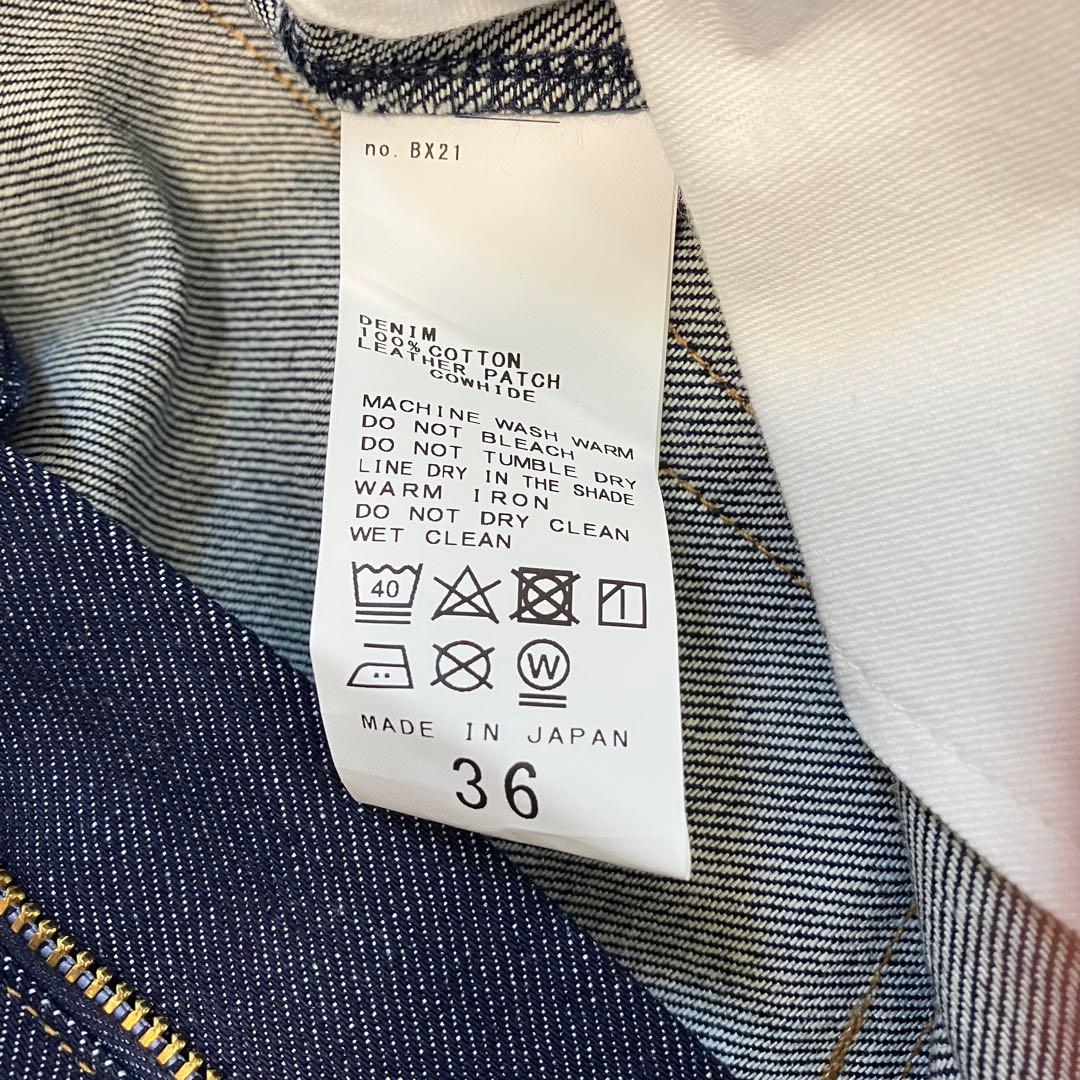 no. BX21
DENIM
100% COTTON
LEATHER PATCH
COWHIDE
MACHINE WASH WARM
DO NOT BLEACH
DO NOT TUMBLE DRY
LINE DRY IN THE SHADE
WARM IRON
DO NOT DRY CLEAN
WET CLEAN
40
W
MADE IN JAPAN
36